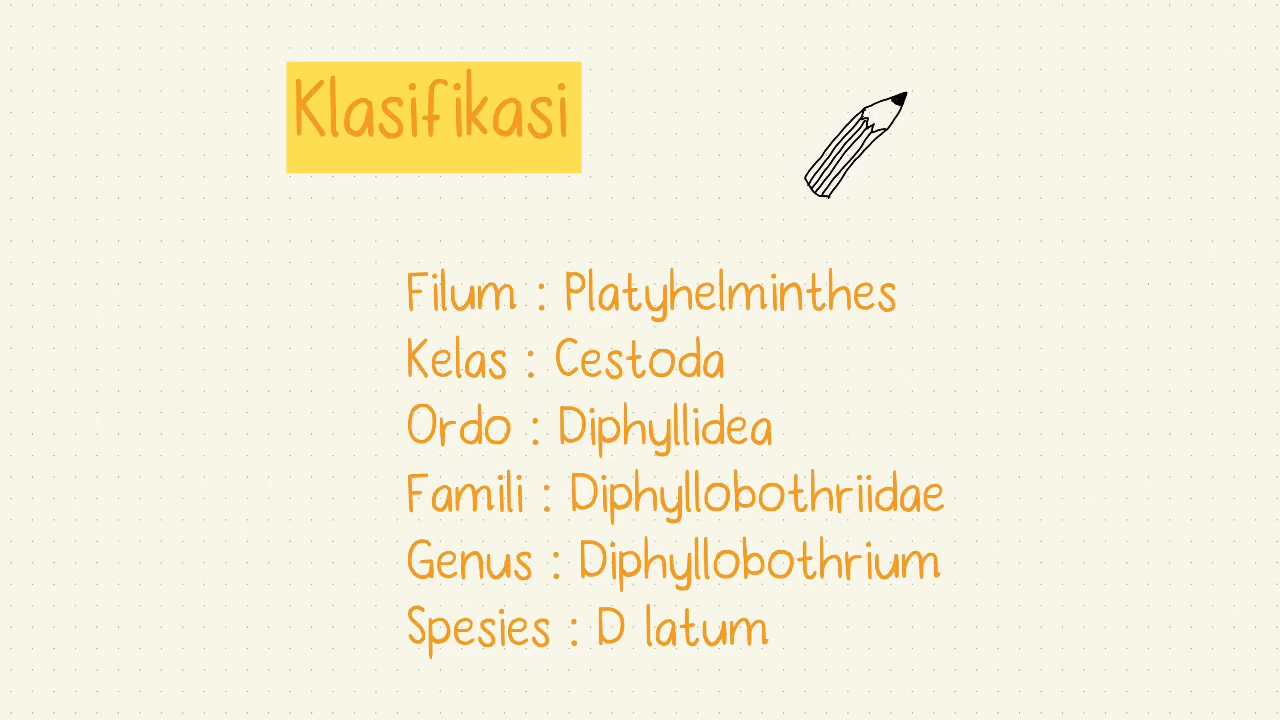 Klasifikasi
Filum : Platyhelminthes
Kelas : Cestoda
Ordo : Diphyllidea
Famili : Diphyllobothriidae
Genus : Diphyllobothrium
Spesies : D latum